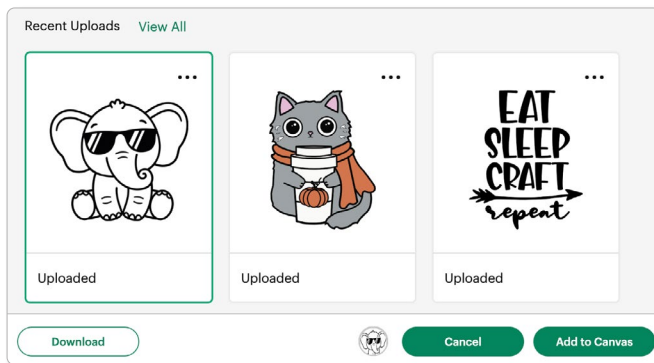 Recent Uploads View All
EAT
SLEEP
CRAFT
repeat
Uploaded Uploaded Uploaded
Download Cancel Add to Canvas